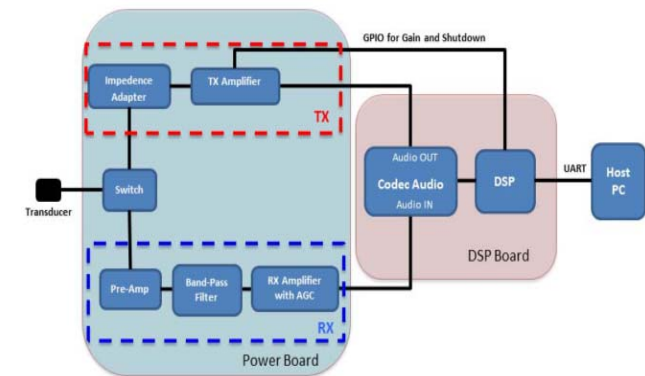 GPIO for Gain and Shutdown
Impedence
Adapter
TX Amplifier
TX
Audio OUT
Codec Audio
Audio IN
DSP
UART
Host
PC
Switch
Transducer
DSP Board
Pre-Amp
Band-Pass
Filter
RX Amplifier
with AGC
RX
Power Board